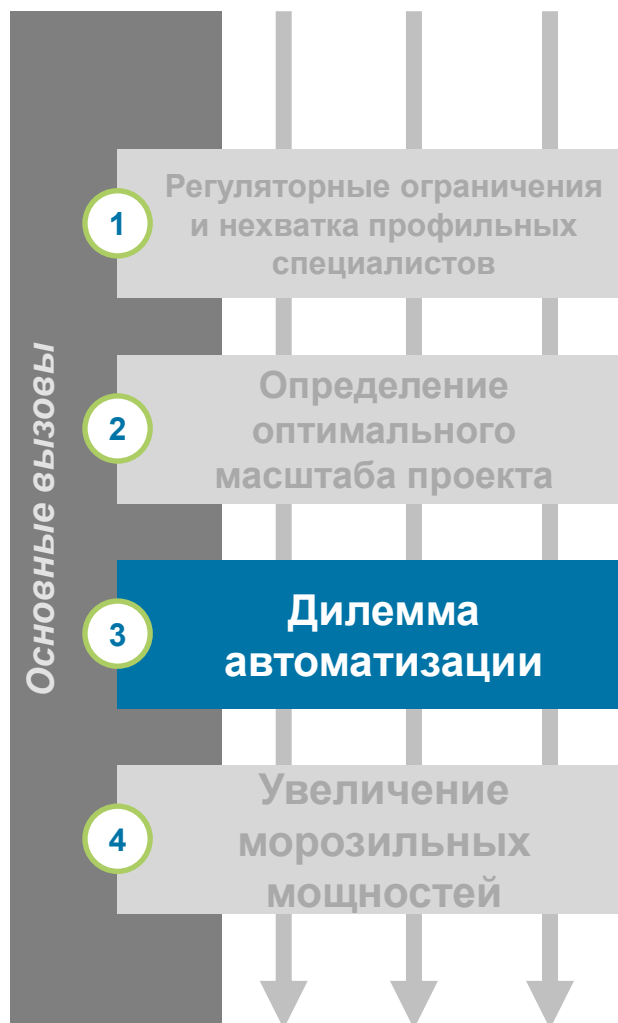 Основные вызовы
1
Регуляторные ограничения
и нехватка профильных
специалистов
2
Определение
оптимального
масштаба проекта
3
Дилемма
автоматизации
4
Увеличение
морозильных
мощностей